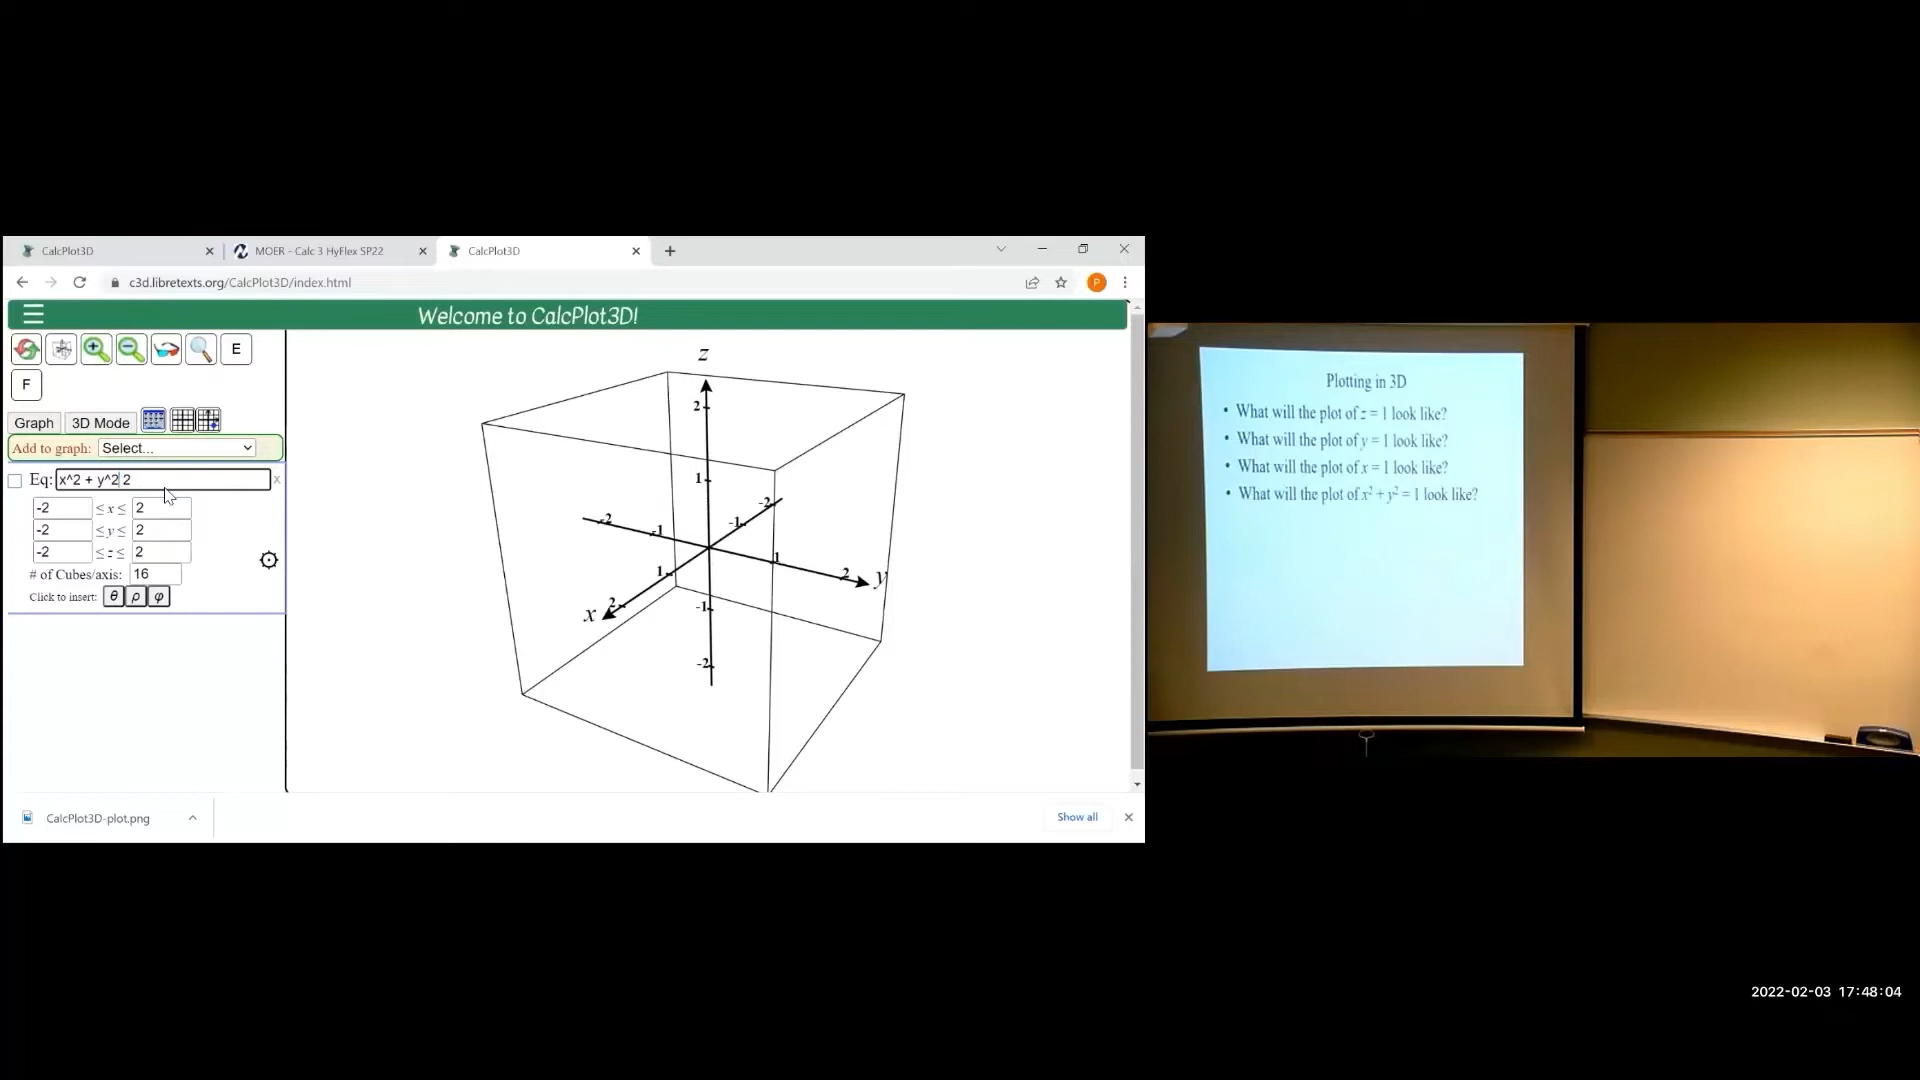 CalcPlot3D
MOER - Calc 3 HyFlex SP22
CalcPlot3D
c3d.libretexts.org/CalcPlot3D/index.html
P
Welcome to CalcPlot3D!
E
F
Graph
3D Mode
Add to graph: Select...
Eq: x^2 + y^2 2
x
-2 ≤ x ≤ 2
-2 ≤ y ≤ 2
-2 ≤ z ≤ 2
# of Cubes/axis: 16
Click to insert: θ ρ φ
z
2
1
-2
-2
-1
-1
1
1
2
y
x
2
-1
-2
CalcPlot3D-plot.png
Show all
Plotting in 3D
• What will the plot of z = 1 look like?
• What will the plot of y = 1 look like?
• What will the plot of x = 1 look like?
• What will the plot of x² + y² = 1 look like?
2022-02-03 17:48:04